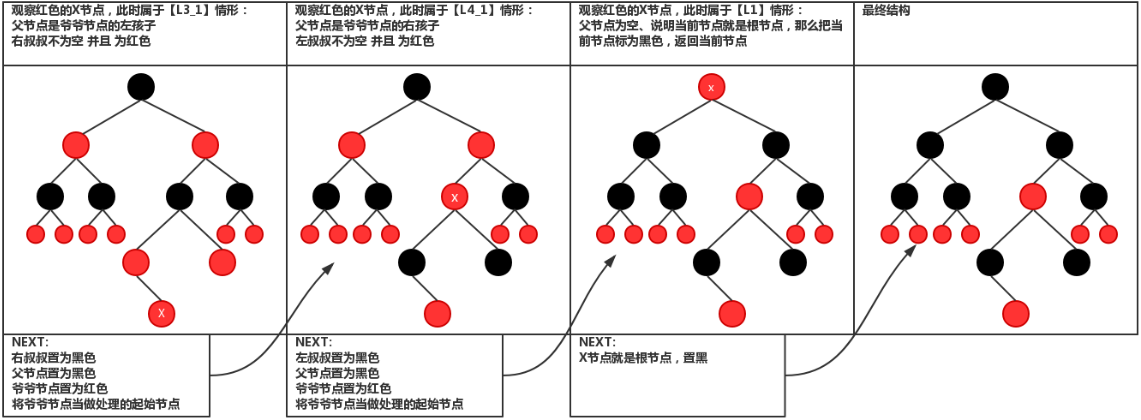 观察红色的X节点，此时属于【L3_1】情形：
父节点是爷爷节点的左孩子
右叔叔不为空 并且 为红色
观察红色的X节点，此时属于【L4_1】情形：
父节点是爷爷节点的右孩子
左叔叔不为空 并且 为红色
观察红色的X节点，此时属于【L1】情形：
父节点为空、说明当前节点就是根节点，那么把当
前节点标为黑色，返回当前节点
最终结构
X
X
x
NEXT:
右叔叔置为黑色
父节点置为黑色
爷爷节点置为红色
将爷爷节点当做处理的起始节点
NEXT:
左叔叔置为黑色
父节点置为黑色
爷爷节点置为红色
将爷爷节点当做处理的起始节点
NEXT:
X节点就是根节点，置黑